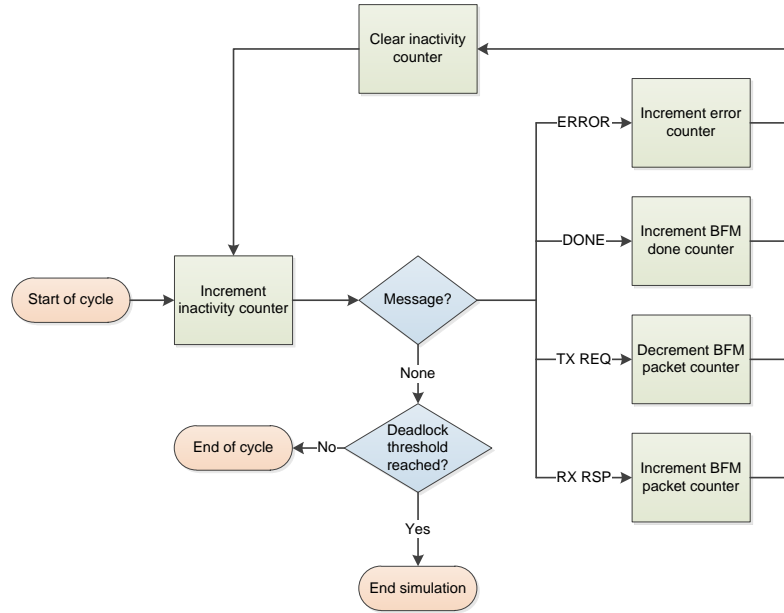 Clear inactivity
counter
ERROR
Increment error
counter
DONE
Increment BFM
done counter
Start of cycle
Increment
inactivity counter
Message?
TX REQ
Decrement BFM
packet counter
None
End of cycle
No
Deadlock
threshold
reached?
RX RSP
Increment BFM
packet counter
Yes
End simulation